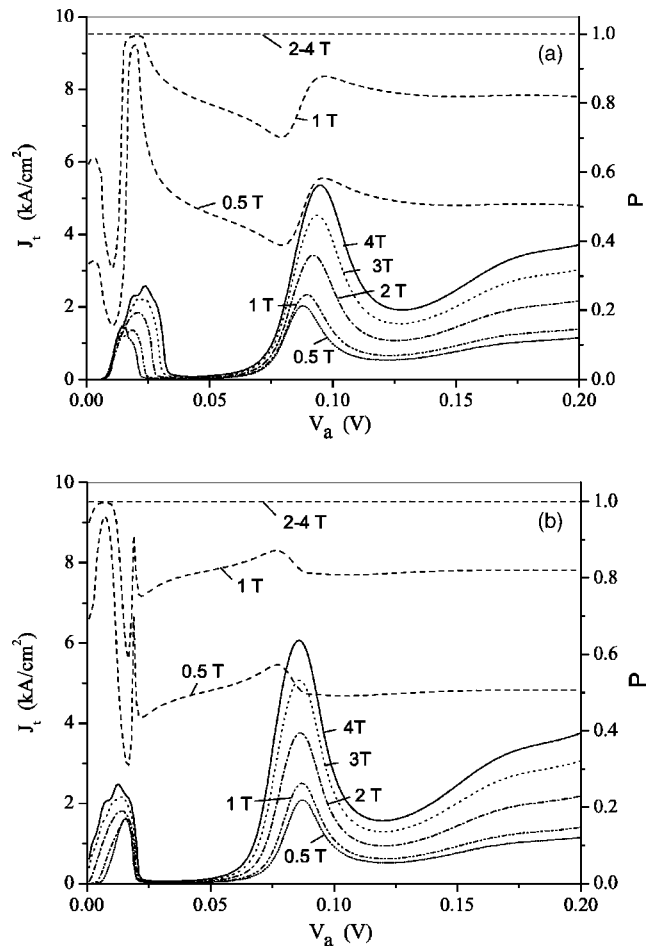 10
8
6
4
2
0
J_t (kA/cm²)
1.0
0.8
0.6
0.4
0.2
0.0
P
(a)
2-4 T
1 T
0.5 T
4T
3T
2 T
1 T
0.5 T
0.00
0.05
0.10
0.15
0.20
V_a (V)
10
8
6
4
2
0
J_t (kA/cm²)
1.0
0.8
0.6
0.4
0.2
0.0
P
(b)
2-4 T
1 T
0.5 T
4T
3T
2 T
1 T
0.5 T
0.00
0.05
0.10
0.15
0.20
V_a (V)